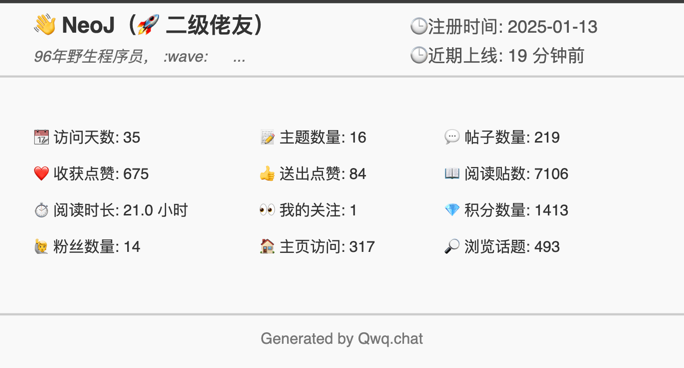 👋 NeoJ（🚀 二级佬友）
96年野生程序员， :wave: ...
🕒注册时间: 2025-01-13
🕒近期上线: 19 分钟前
📆 访问天数: 35 📝 主题数量: 16 💬 帖子数量: 219
❤️ 收获点赞: 675 👍 送出点赞: 84 📖 阅读贴数: 7106
⏱️ 阅读时长: 21.0 小时 👀 我的关注: 1 💎 积分数量: 1413
🙋 粉丝数量: 14 🏠 主页访问: 317 🔎 浏览话题: 493
Generated by Qwq.chat